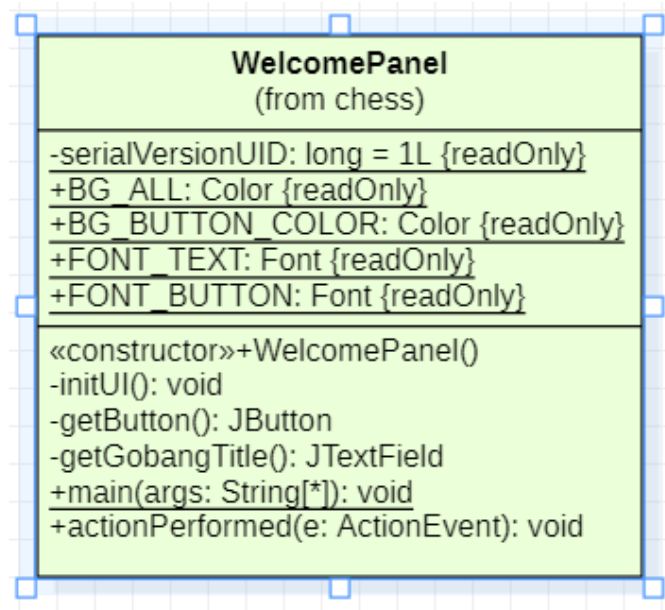 WelcomePanel
(from chess)
-serialVersionUID: long = 1L {readOnly}
+BG_ALL: Color {readOnly}
+BG_BUTTON_COLOR: Color {readOnly}
+FONT_TEXT: Font {readOnly}
+FONT_BUTTON: Font {readOnly}
«constructor»+WelcomePanel()
-initUI(): void
-getButton(): JButton
-getGobangTitle(): JTextField
+main(args: String[*]): void
+actionPerformed(e: ActionEvent): void